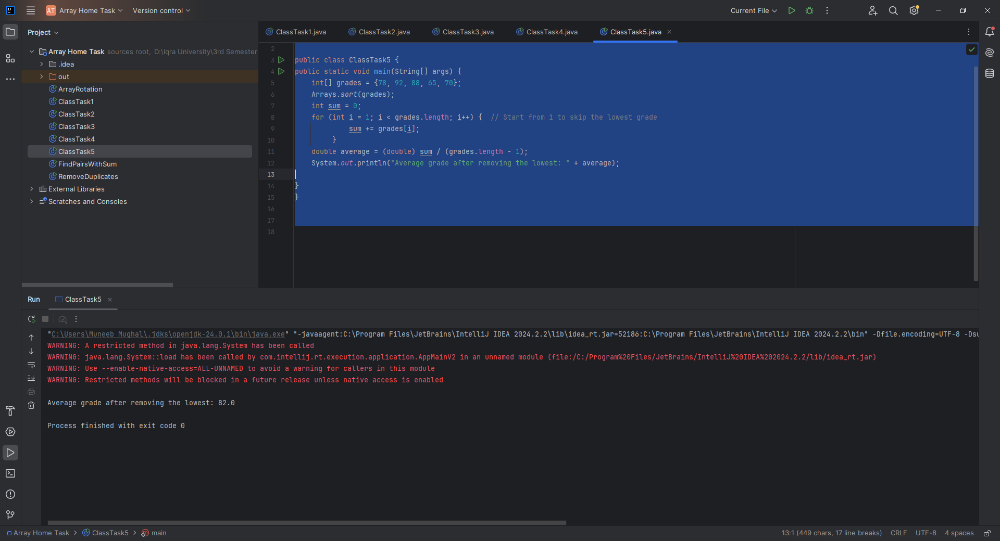 AT Array Home Task Version control Current File
Project
ClassTask1.java ClassTask2.java ClassTask3.java ClassTask4.java ClassTask5.java
Array Home Task sources root, D:\Iqra University\3rd Semester
.idea
out
ArrayRotation
ClassTask1
ClassTask2
ClassTask3
ClassTask4
ClassTask5
FindPairsWithSum
RemoveDuplicates
External Libraries
Scratches and Consoles
2
3 public class ClassTask5 {
4 public static void main(String[] args) {
5 int[] grades = {78, 92, 88, 65, 70};
6 Arrays.sort(grades);
7 int sum = 0;
8 for (int i = 1; i < grades.length; i++) { // Start from 1 to skip the lowest grade
9 sum += grades[i];
10 }
11 double average = (double) sum / (grades.length - 1);
12 System.out.println("Average grade after removing the lowest: " + average);
13
14 }
15 }
16
17
18
Run ClassTask5
"C:\Users\Muneeb Mughal\.jdks\openjdk-24.0.1\bin\java.exe" "-javaagent:C:\Program Files\JetBrains\IntelliJ IDEA 2024.2.2\lib\idea_rt.jar=52186:C:\Program Files\JetBrains\IntelliJ IDEA 2024.2.2\bin" -Dfile.encoding=UTF-8 -Dsu
WARNING: A restricted method in java.lang.System has been called
WARNING: java.lang.System::load has been called by com.intellij.rt.execution.application.AppMainV2 in an unnamed module (file:/C:/Program%20Files/JetBrains/IntelliJ%20IDEA%202024.2.2/lib/idea_rt.jar)
WARNING: Use --enable-native-access=ALL-UNNAMED to avoid a warning for callers in this module
WARNING: Restricted methods will be blocked in a future release unless native access is enabled
Average grade after removing the lowest: 82.0
Process finished with exit code 0
Array Home Task > ClassTask5 > main 13:1 (449 chars, 17 line breaks) CRLF UTF-8 4 spaces